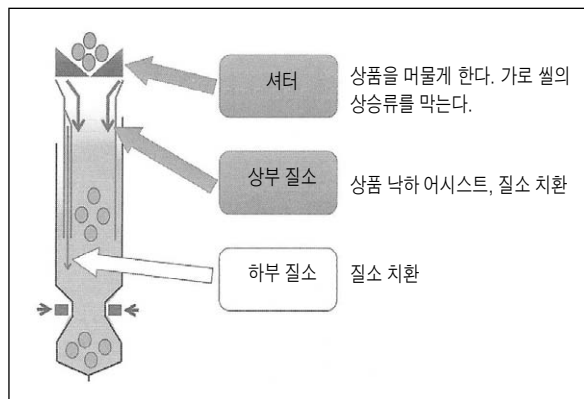 셔터
상품을 머물게 한다. 가로 씰의
상승류를 막는다.
상부 질소
상품 낙하 어시스트, 질소 치환
하부 질소
질소 치환